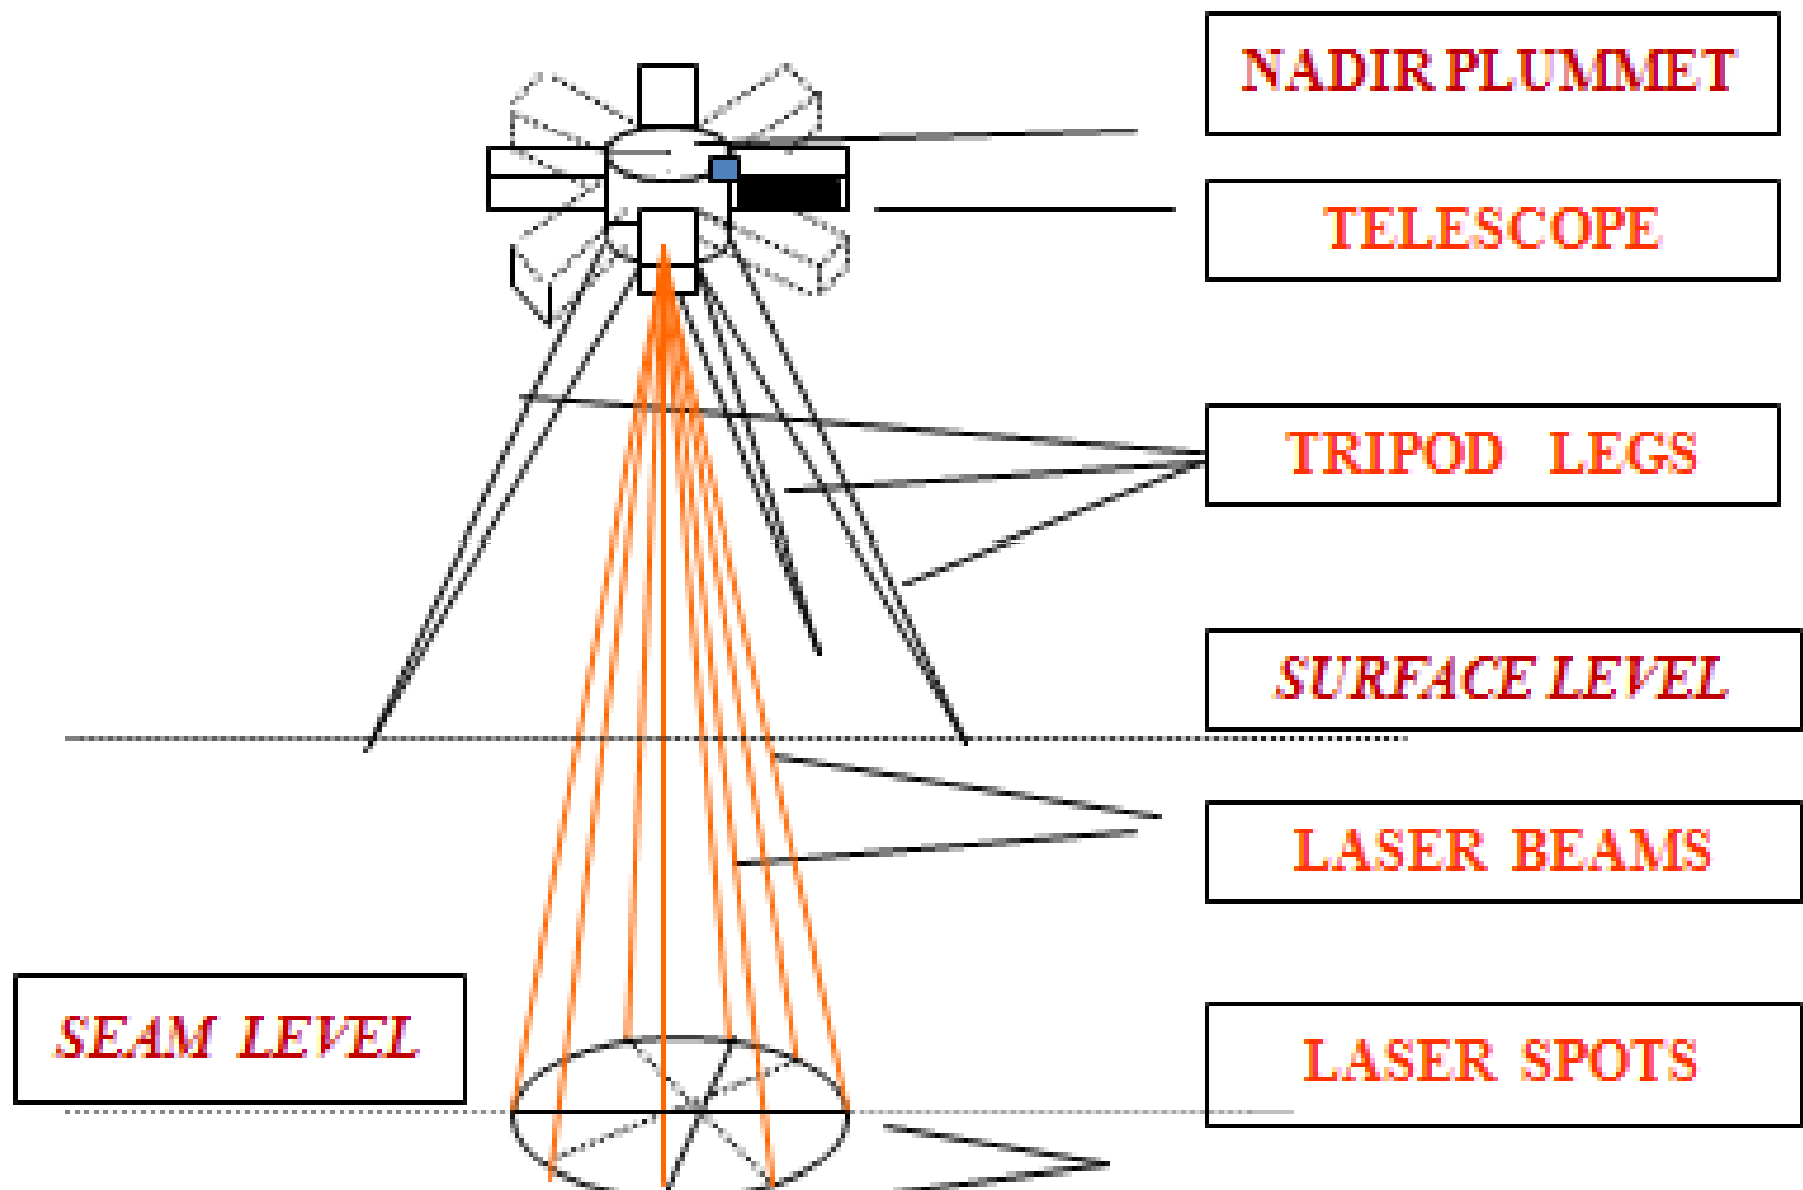 NADIR PLUMMET
TELESCOPE
TRIPOD LEGS
SURFACE LEVEL
LASER BEAMS
SEAM LEVEL
LASER SPOTS